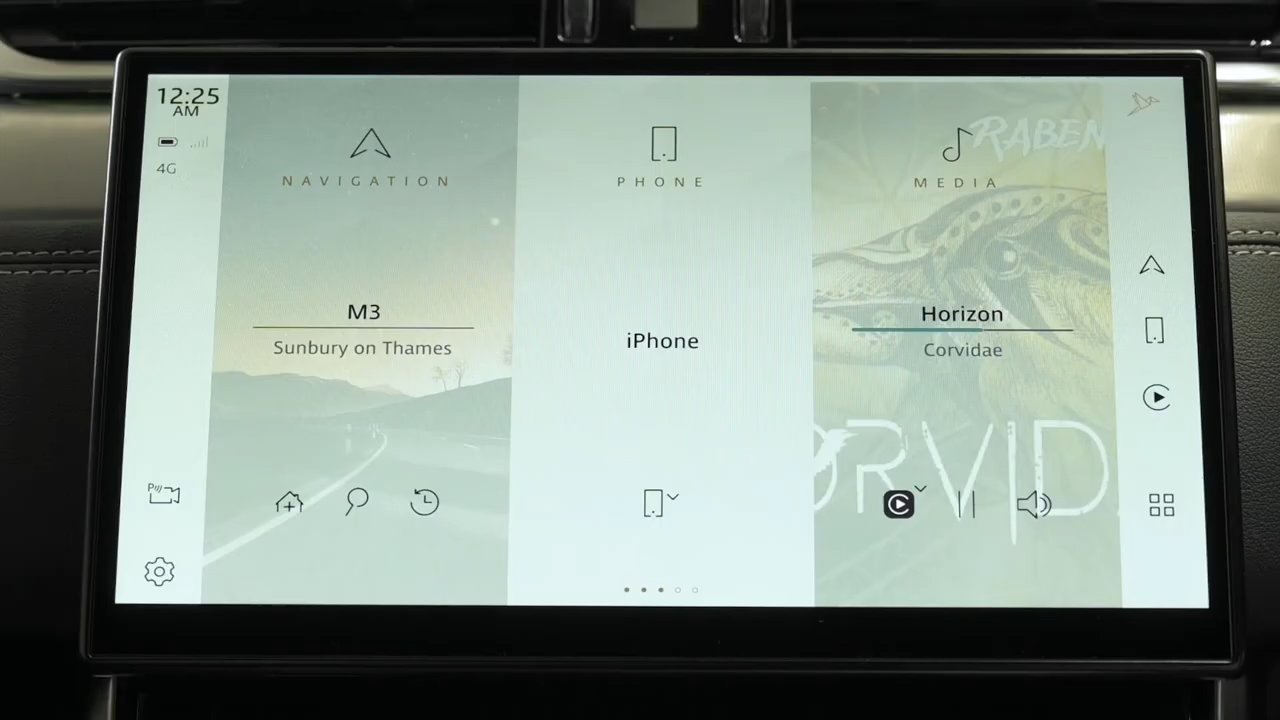 12:25
AM
4G
NAVIGATION
M3
Sunbury on Thames
PHONE
iPhone
RABEN
MEDIA
Horizon
Corvidae
ORVID
P